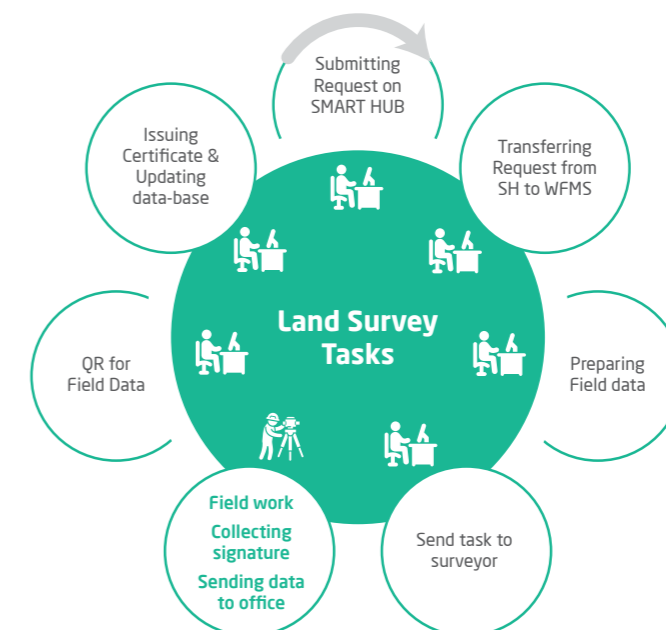 Submitting
Request on
SMART HUB
Transferring
Request from
SH to WFMS
Preparing
Field data
Send task to
surveyor
Field work
Collecting
signature
Sending data
to office
QR for
Field Data
Issuing
Certificate &
Updating
data-base
Land Survey
Tasks